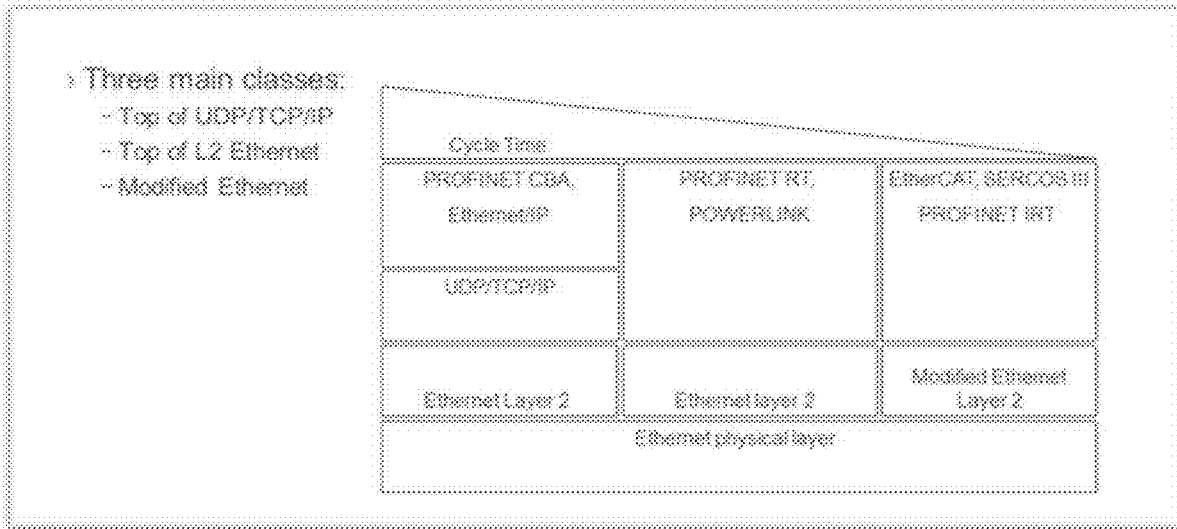 › Three main classes:
- Top of UDP/TCP/IP
- Top of L2 Ethernet
- Modified Ethernet
Cycle Time
PROFINET CBA,
Ethernet/IP
UDP/TCP/IP
Ethernet Layer 2
PROFINET RT,
POWERLINK
Ethernet layer 2
EtherCAT, SERCOS III
PROFINET IRT
Modified Ethernet
Layer 2
Ethernet physical layer